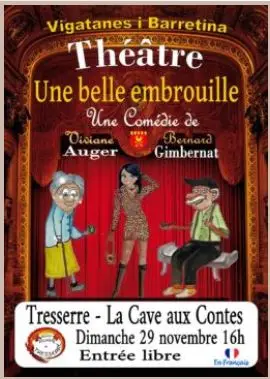 Vigatanes i Barretina
Théâtre
Une belle embrouille
Une Comédie de
Viviane Bernard
Auger Gimbernat
Tresserre - La Cave aux Contes
Dimanche 29 novembre 16h
Entrée libre
En Français